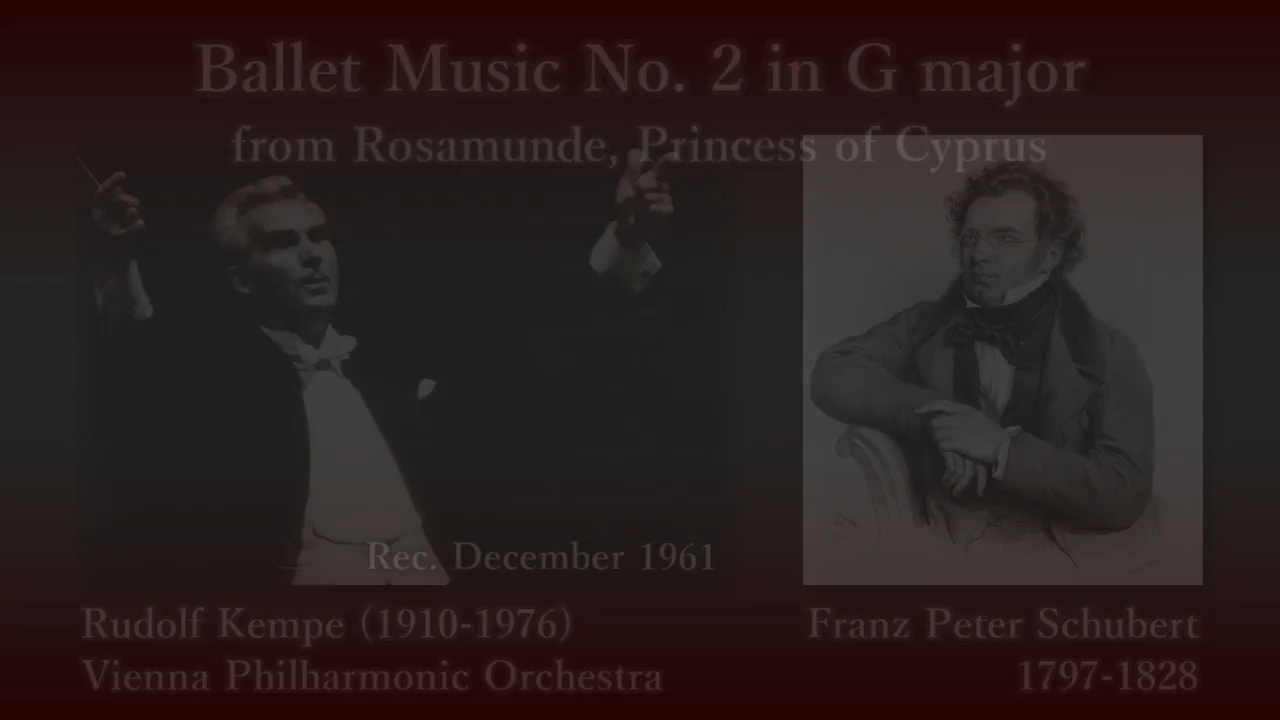 Ballet Music No. 2 in G major
from Rosamunde, Princess of Cyprus
Rec. December 1961
Rudolf Kempe (1910-1976)
Vienna Philharmonic Orchestra
Franz Peter Schubert
1797-1828